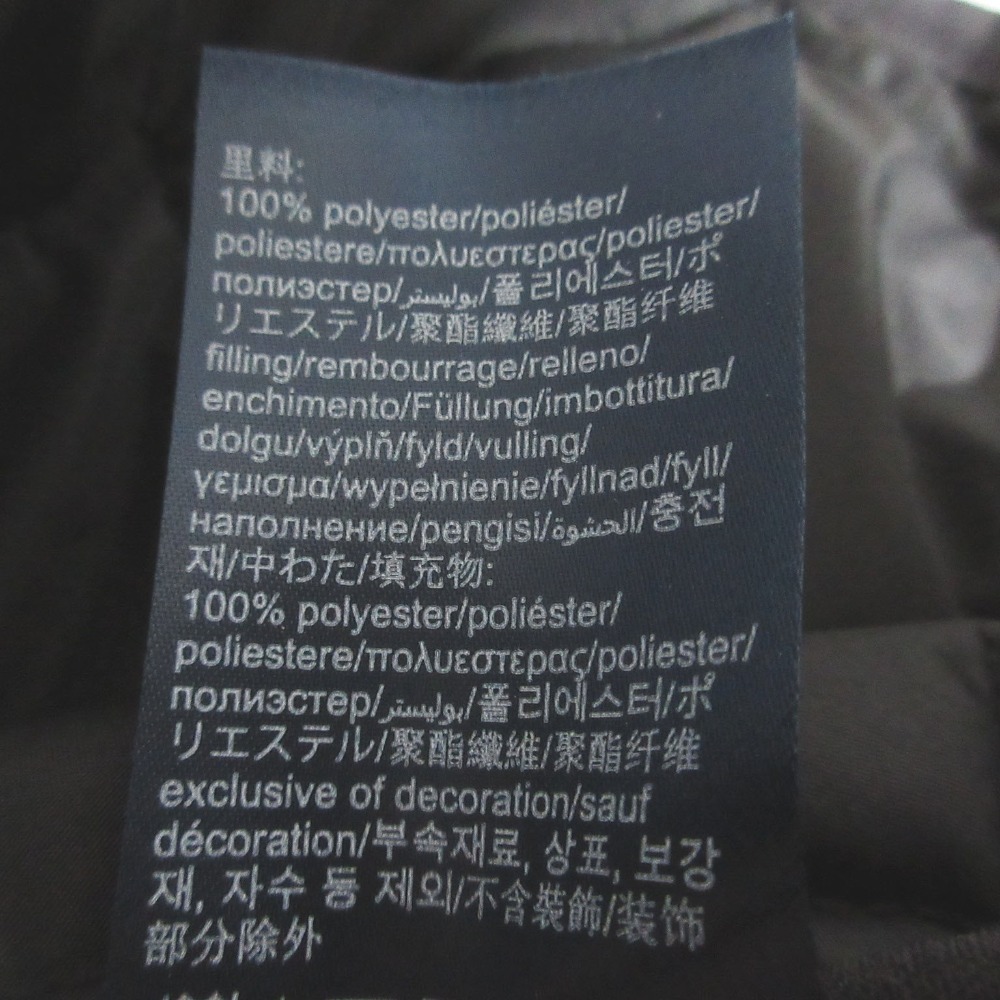 里料:
100% polyester/poliéster/
poliestere/πολυεστερας/poliester/
полиэстер/بوليستر/폴리에스터/ポ
リエステル/聚酯纖維/聚酯纤维
filling/rembourrage/relleno/
enchimento/Füllung/imbottitura/
dolgu/výplň/fyld/vulling/
γεμισμα/wypełnienie/fyllnad/fyll/
наполнение/pengisi/الحشوة/충전
재/中わた/填充物:
100% polyester/poliéster/
poliestere/πολυεστερας/poliester/
полиэстер/بوليستر/폴리에스터/ポ
リエステル/聚酯纖維/聚酯纤维
exclusive of decoration/sauf
décoration/부속재료, 상표, 보강
재, 자수 등 제외/不含裝飾/装饰
部分除外